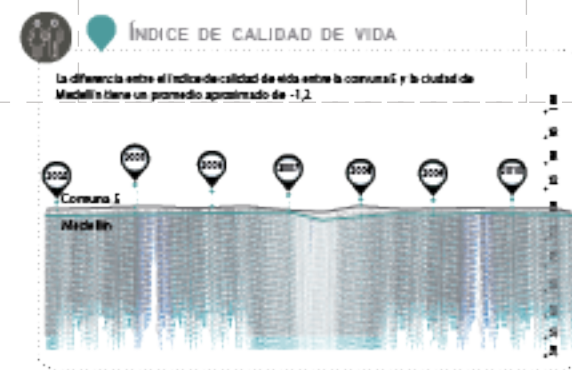 ÍNDICE DE CALIDAD DE VIDA
La diferencia entre el índice de calidad de vida entre la comuna 5 y la ciudad de
Medellín tiene un promedio aproximado de -1,2
2005 2006 2007 2008 2009 2010
Comuna 5
Medellín